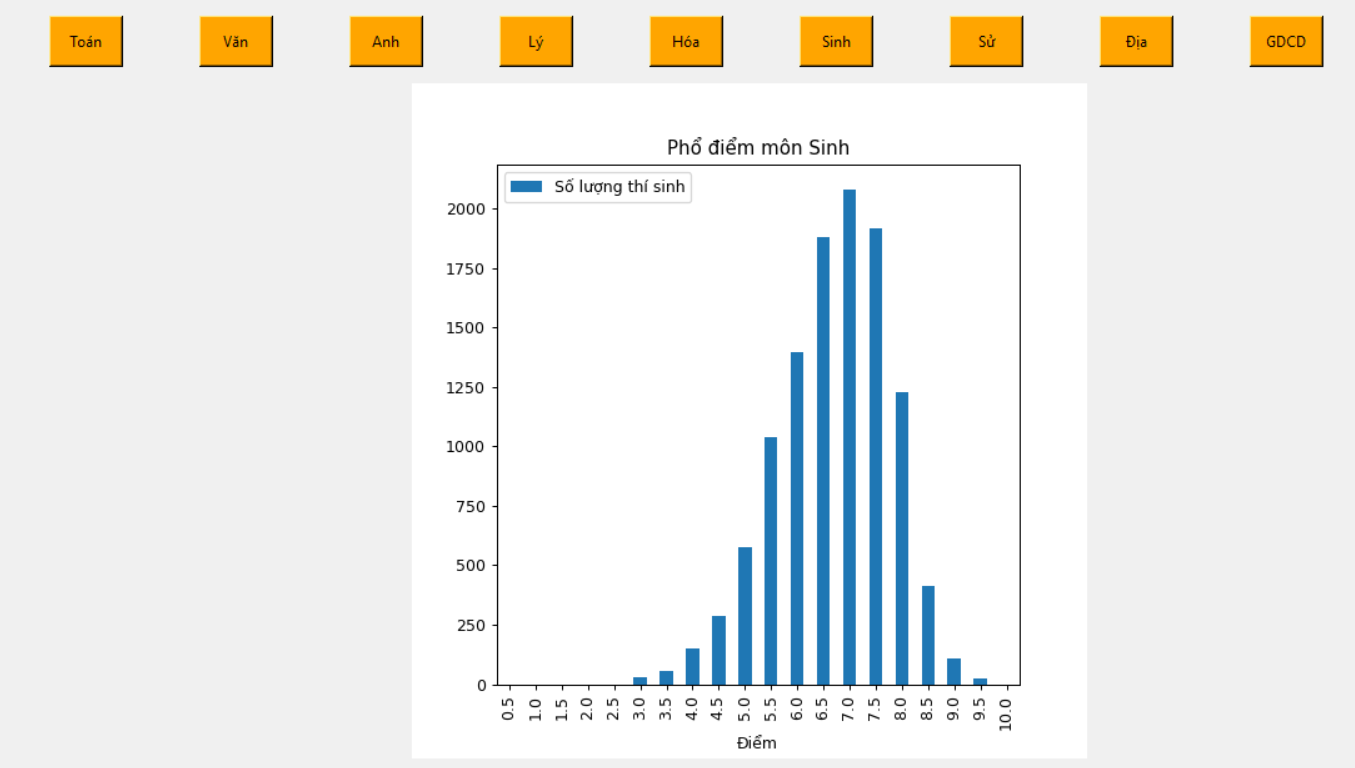 Toán Văn Anh Lý Hóa Sinh Sử Địa GDCD
Phổ điểm môn Sinh
Số lượng thí sinh
2000
1750
1500
1250
1000
750
500
250
0
0.5 1.0 1.5 2.0 2.5 3.0 3.5 4.0 4.5 5.0 5.5 6.0 6.5 7.0 7.5 8.0 8.5 9.0 9.5 10.0
Điểm